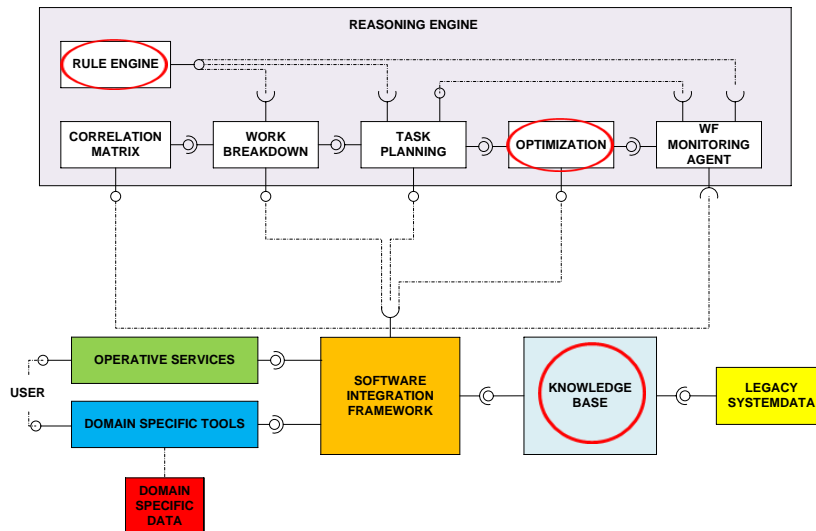 REASONING ENGINE
RULE ENGINE
CORRELATION
MATRIX
WORK
BREAKDOWN
TASK
PLANNING
OPTIMIZATION
WF
MONITORING
AGENT
OPERATIVE SERVICES
USER
DOMAIN SPECIFIC TOOLS
SOFTWARE
INTEGRATION
FRAMEWORK
KNOWLEDGE
BASE
LEGACY
SYSTEMDATA
DOMAIN
SPECIFIC
DATA